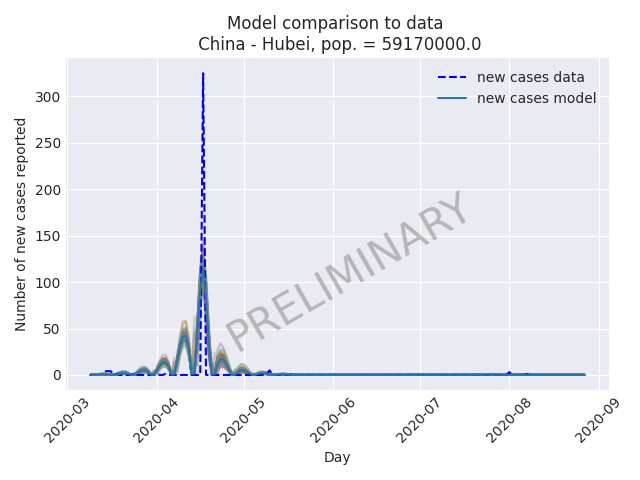 Model comparison to data
China - Hubei, pop. = 59170000.0
new cases data
new cases model
Number of new cases reported
300
250
200
150
100
50
0
PRELIMINARY
2020-03
2020-04
2020-05
2020-06
2020-07
2020-08
2020-09
Day